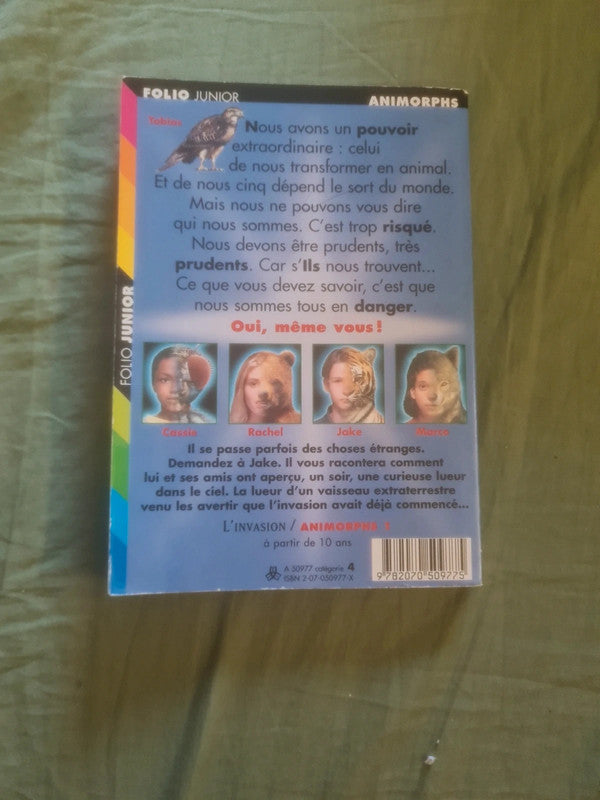 FOLIO JUNIOR
ANIMORPHS
Tobias
Nous avons un pouvoir
extraordinaire : celui
de nous transformer en animal.
Et de nous cinq dépend le sort du monde.
Mais nous ne pouvons vous dire
qui nous sommes. C'est trop risqué.
Nous devons être prudents, très
prudents. Car s'Ils nous trouvent...
Ce que vous devez savoir, c'est que
nous sommes tous en danger.
Oui, même vous !
FOLIO JUNIOR
Cassie
Rachel
Jake
Marco
Il se passe parfois des choses étranges.
Demandez à Jake. Il vous racontera comment
lui et ses amis ont aperçu, un soir, une curieuse lueur
dans le ciel. La lueur d'un vaisseau extraterrestre
venu les avertir que l'invasion avait déjà commencé...
L'INVASION / ANIMORPHS 1
à partir de 10 ans
A 50977 catégorie 4
ISBN 2-07-050977-X
9 782070 509775